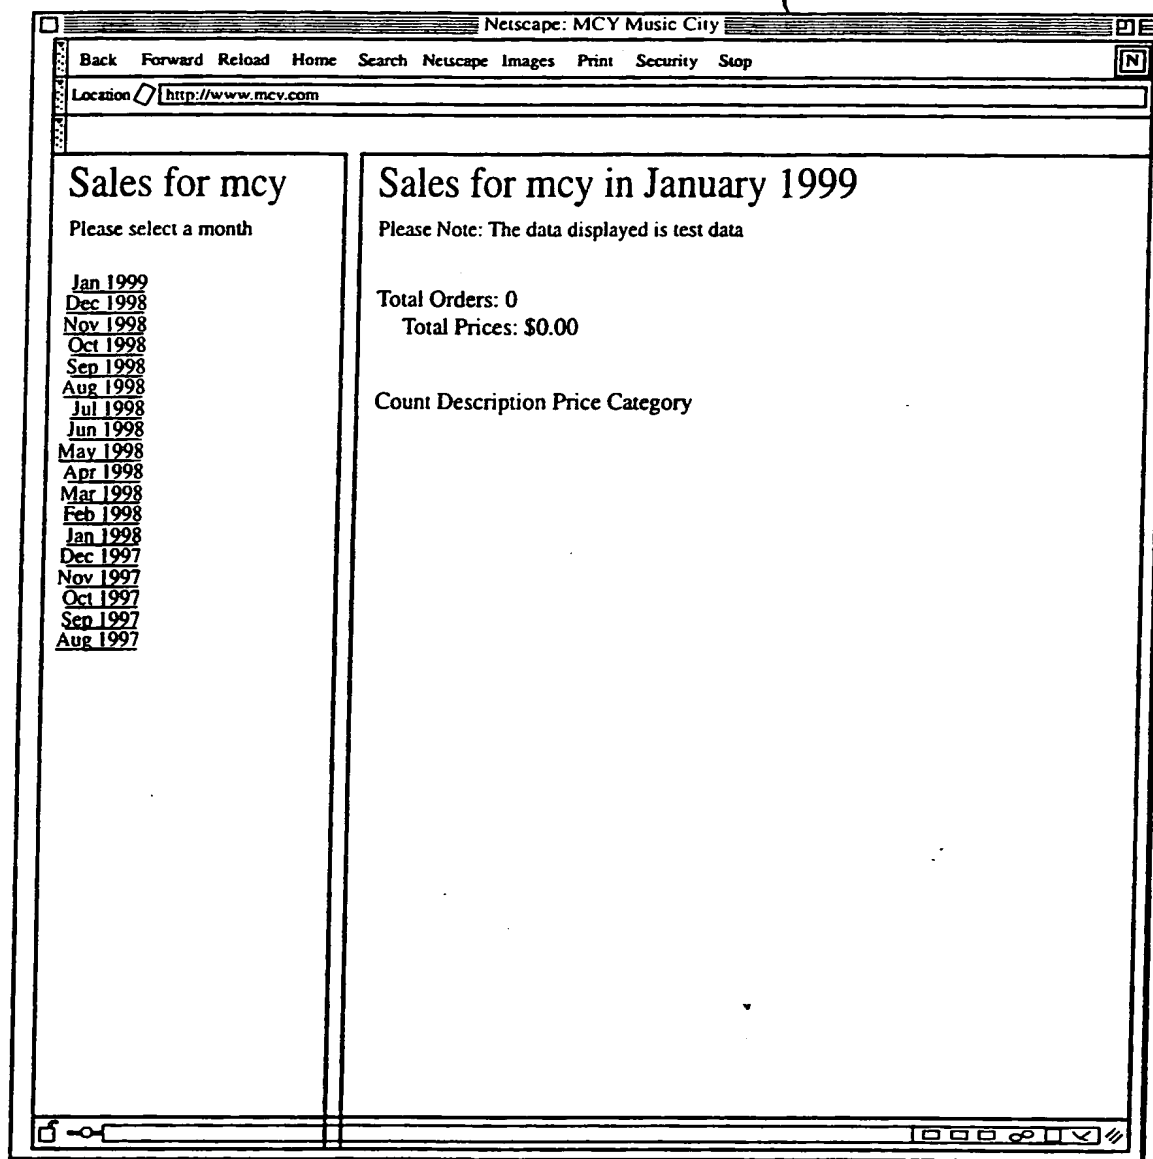 Netscape: MCY Music City
Back Forward Reload Home Search Netscape Images Print Security Stop
N
Location http://www.mcy.com
Sales for mcy
Please select a month
Jan 1999
Dec 1998
Nov 1998
Oct 1998
Sep 1998
Aug 1998
Jul 1998
Jun 1998
May 1998
Apr 1998
Mar 1998
Feb 1998
Jan 1998
Dec 1997
Nov 1997
Oct 1997
Sep 1997
Aug 1997
Sales for mcy in January 1999
Please Note: The data displayed is test data
Total Orders: 0
Total Prices: $0.00
Count Description Price Category